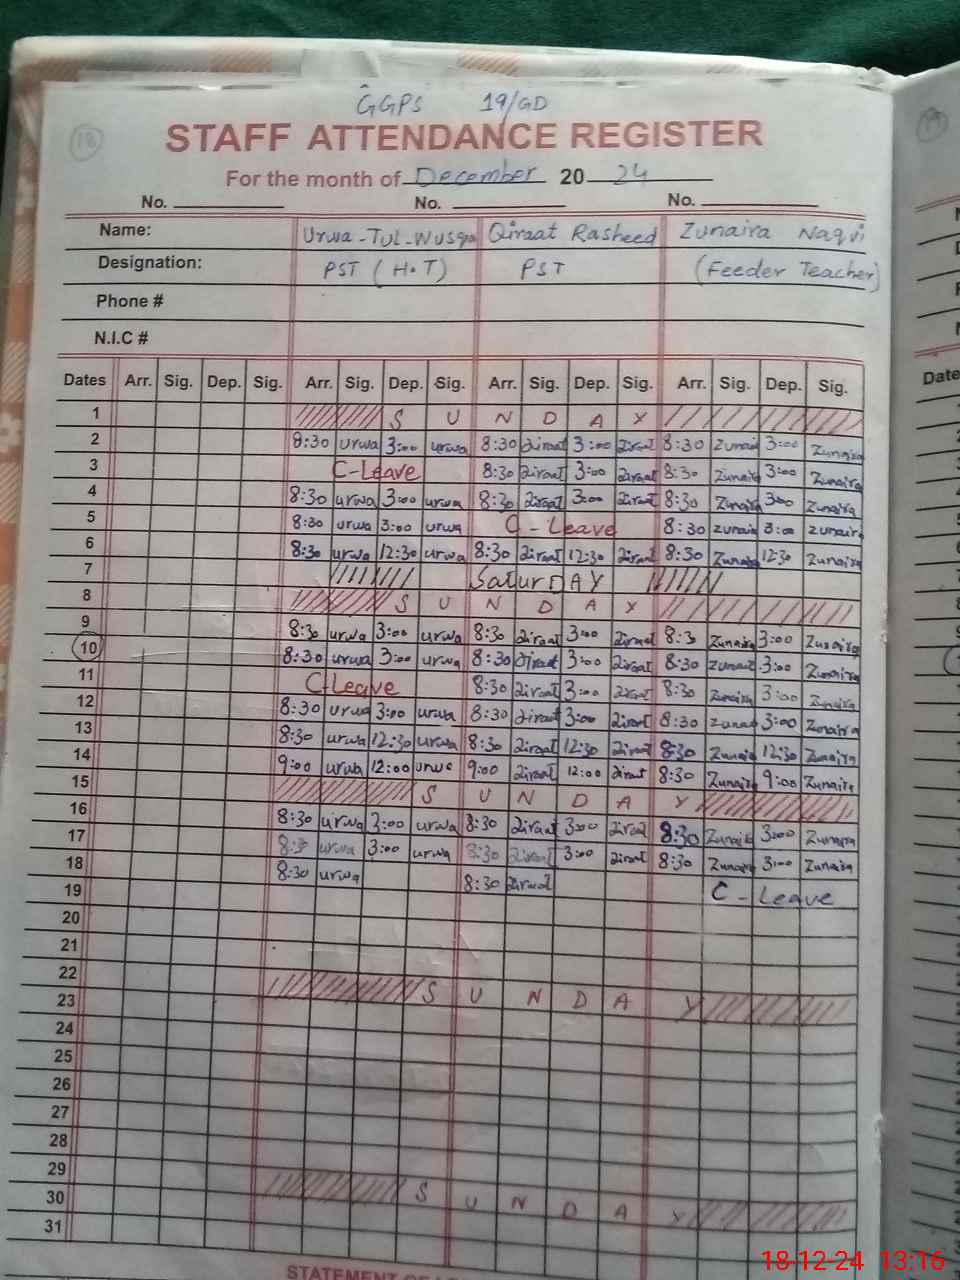 GGPS 19/GD
18
STAFF ATTENDANCE REGISTER
For the month of December 20 24
No. No. No.
Name: Urwa-Tul-Wusqa Qiraat Rasheed Zunaira Naqvi
Designation: PST (H.T) PST (Feeder Teacher)
Phone #
N.I.C #
Dates Arr. Sig. Dep. Sig. Arr. Sig. Dep. Sig. Arr. Sig. Dep. Sig. Arr. Sig. Dep. Sig.
1 S U N D A Y
2 8:30 urwa 3:00 urwa 8:30 Qiraat 3:00 Qiraat 8:30 Zunaira 3:00 Zunaira
3 C-Leave 8:30 Qiraat 3:00 Qiraat 8:30 Zunaira 3:00 Zunaira
4 8:30 urwa 3:00 urwa 8:30 Qiraat 3:00 Qiraat 8:30 Zunaira 3:00 Zunaira
5 8:30 urwa 3:00 urwa C-Leave 8:30 zunaira 3:00 zunaira
6 8:30 urwa 12:30 urwa 8:30 Qiraat 12:30 Qiraat 8:30 Zunaira 12:30 Zunaira
7 SaturDAY
8 S U N D A Y
9 8:30 urwa 3:00 urwa 8:30 Qiraat 3:00 Qiraat 8:30 Zunaira 3:00 Zunaira
10 8:30 urwa 3:00 urwa 8:30 Qiraat 3:00 Qiraat 8:30 zunaira 3:00 Zunaira
11 C-Leave 8:30 Qiraat 3:00 Qiraat 8:30 Zunaira 3:00 Zunaira
12 8:30 urwa 3:00 urwa 8:30 Qiraat 3:00 Qiraat 8:30 zunaira 3:00 Zunaira
13 8:30 urwa 12:30 urwa 8:30 Qiraat 12:30 Qiraat 8:30 Zunaira 12:30 Zunaira
14 9:00 urwa 12:00 urwa 9:00 Qiraat 12:00 Qiraat 8:30 Zunaira 9:00 Zunaira
15 S U N D A Y
16 8:30 urwa 3:00 urwa 8:30 Qiraat 3:00 Qiraat 8:30 Zunaira 3:00 Zunaira
17 8:30 urwa 3:00 urwa 8:30 Qiraat 3:00 Qiraat 8:30 Zunaira 3:00 Zunaira
18 8:30 urwa 8:30 Qiraat C-Leave
19
20
21
22 S U N D A Y
23
24
25
26
27
28
29 S U N D A Y
30
31
STATEMENT OF
18-12-24 13:16